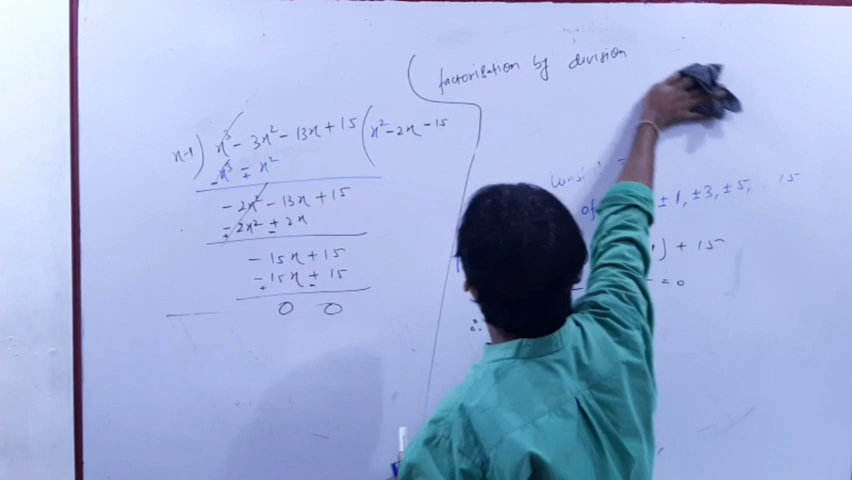 factorisation by division
x-1) x³ - 3x² - 13x + 15 (x² - 2x - 15
- x³ ∓ x²
- 2x² - 13x + 15
- 2x² + 2x
+ -
- 15x + 15
- 15x + 15
+ -
0 0
± 1, ± 3, ± 5, .. 15
) + 15
= 0